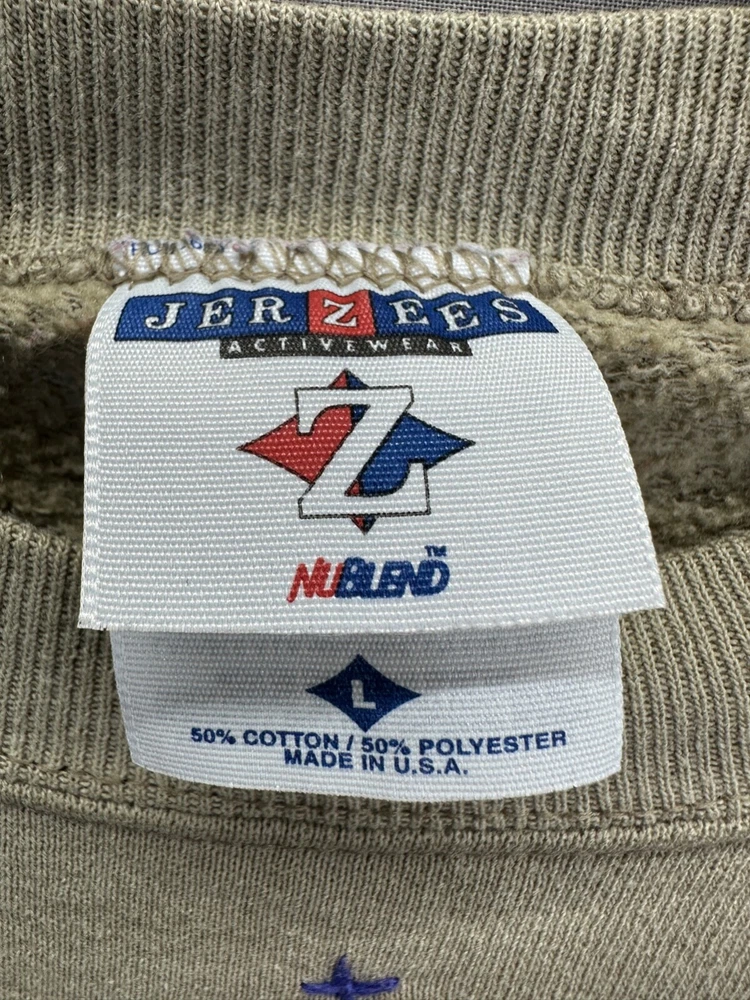 JERZEES
ACTIVEWEAR
Z
NUBLEND™
L
50% COTTON / 50% POLYESTER
MADE IN U.S.A.